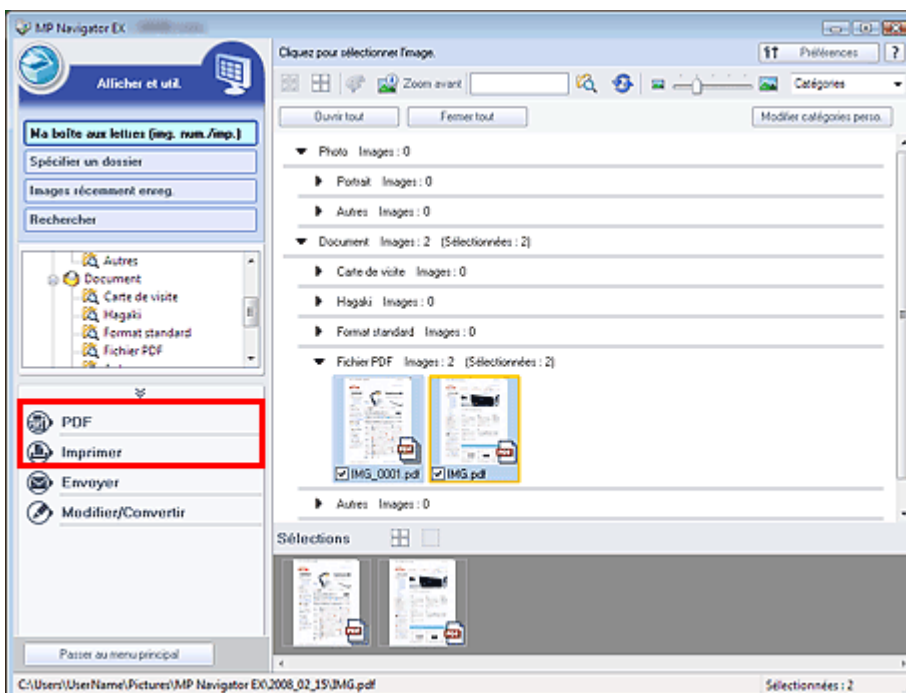 MP Navigator EX
Afficher et util.
Ma boîte aux lettres (img. num./imp.)
Spécifier un dossier
Images récemment enreg.
Rechercher
Autres
Document
Carte de visite
Hagaki
Format standard
Fichier PDF
PDF
Imprimer
Envoyer
Modifier/Convertir
Passer au menu principal
Cliquez pour sélectionner l'image.
Préférences
?
Zoom avant
Catégories
Ouvrir tout
Fermer tout
Modifier catégories perso.
Photo Images : 0
Portrait Images : 0
Autres Images : 0
Document Images : 2 (Sélectionnées : 2)
Carte de visite Images : 0
Hagaki Images : 0
Format standard Images : 0
Fichier PDF Images : 2 (Sélectionnées : 2)
PDF
PDF
IMG_0001.pdf
IMG.pdf
Autres Images : 0
Sélections
PDF
PDF
C:\Users\UserName\Pictures\MP Navigator EX\2008_02_15\IMG.pdf
Sélectionnées : 2